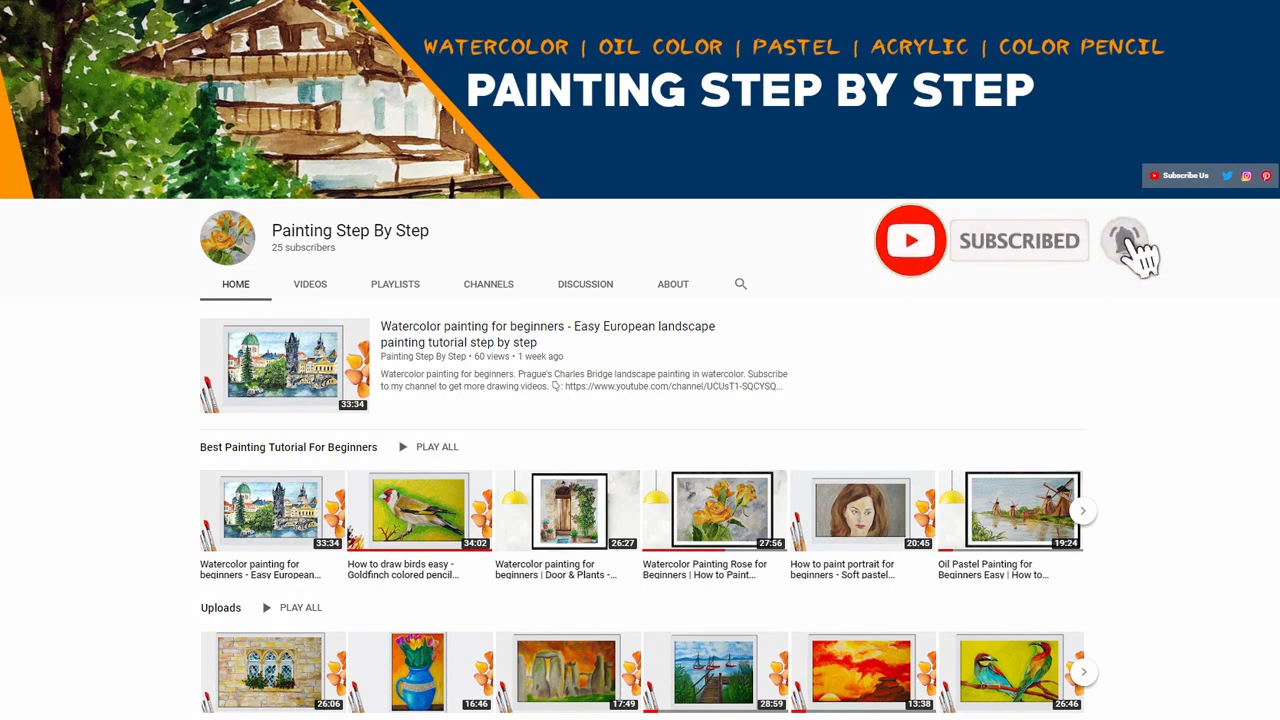 WATERCOLOR | OIL COLOR | PASTEL | ACRYLIC | COLOR PENCIL
PAINTING STEP BY STEP
Subscribe Us
Painting Step By Step
25 subscribers
SUBSCRIBED
HOME VIDEOS PLAYLISTS CHANNELS DISCUSSION ABOUT
Watercolor painting for beginners - Easy European landscape
painting tutorial step by step
Painting Step By Step • 60 views • 1 week ago
Watercolor painting for beginners. Prague's Charles Bridge landscape painting in watercolor. Subscribe
to my channel to get more drawing videos. 👇: https://www.youtube.com/channel/UCUsT1-SQCYSQ...
33:34
Best Painting Tutorial For Beginners PLAY ALL
33:34 34:02 26:27 27:56 20:45 19:24
Watercolor painting for
beginners - Easy European...
How to draw birds easy -
Goldfinch colored pencil...
Watercolor painting for
beginners | Door & Plants -...
Watercolor Painting Rose for
Beginners | How to Paint...
How to paint portrait for
beginners - Soft pastel...
Oil Pastel Painting for
Beginners Easy | How to...
Uploads PLAY ALL
26:06 16:46 17:49 28:59 13:38 26:46